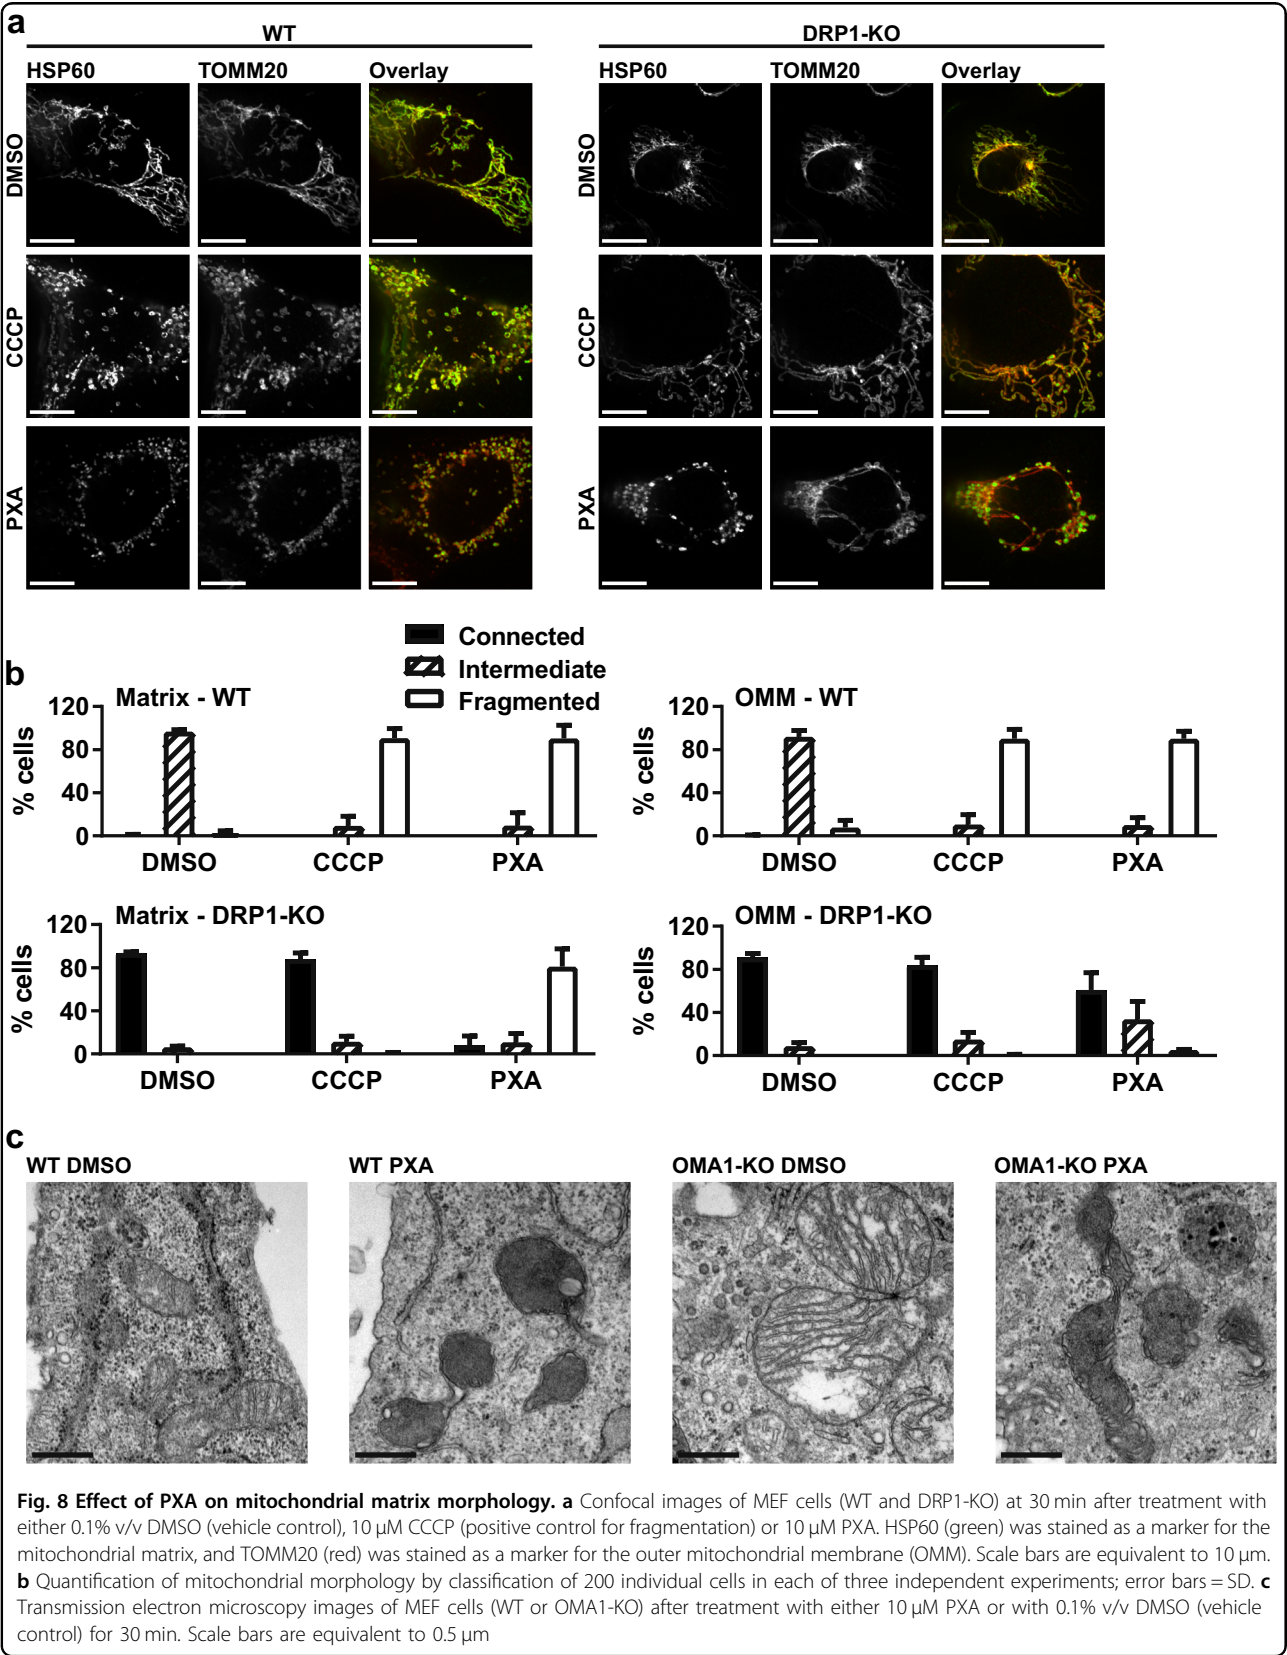 a
WT
DRP1-KO
HSP60 TOMM20 Overlay
HSP60 TOMM20 Overlay
DMSO
DMSO
CCCP
CCCP
PXA
PXA
Connected
Intermediate
Fragmented
b
Matrix - WT
120
80
40
0
% cells
DMSO CCCP PXA
OMM - WT
120
80
40
0
% cells
DMSO CCCP PXA
Matrix - DRP1-KO
120
80
40
0
% cells
DMSO CCCP PXA
OMM - DRP1-KO
120
80
40
0
% cells
DMSO CCCP PXA
c
WT DMSO
WT PXA
OMA1-KO DMSO
OMA1-KO PXA
Fig. 8 Effect of PXA on mitochondrial matrix morphology. a Confocal images of MEF cells (WT and DRP1-KO) at 30 min after treatment with
either 0.1% v/v DMSO (vehicle control), 10 µM CCCP (positive control for fragmentation) or 10 µM PXA. HSP60 (green) was stained as a marker for the
mitochondrial matrix, and TOMM20 (red) was stained as a marker for the outer mitochondrial membrane (OMM). Scale bars are equivalent to 10 µm.
b Quantification of mitochondrial morphology by classification of 200 individual cells in each of three independent experiments; error bars = SD. c
Transmission electron microscopy images of MEF cells (WT or OMA1-KO) after treatment with either 10 µM PXA or with 0.1% v/v DMSO (vehicle
control) for 30 min. Scale bars are equivalent to 0.5 µm